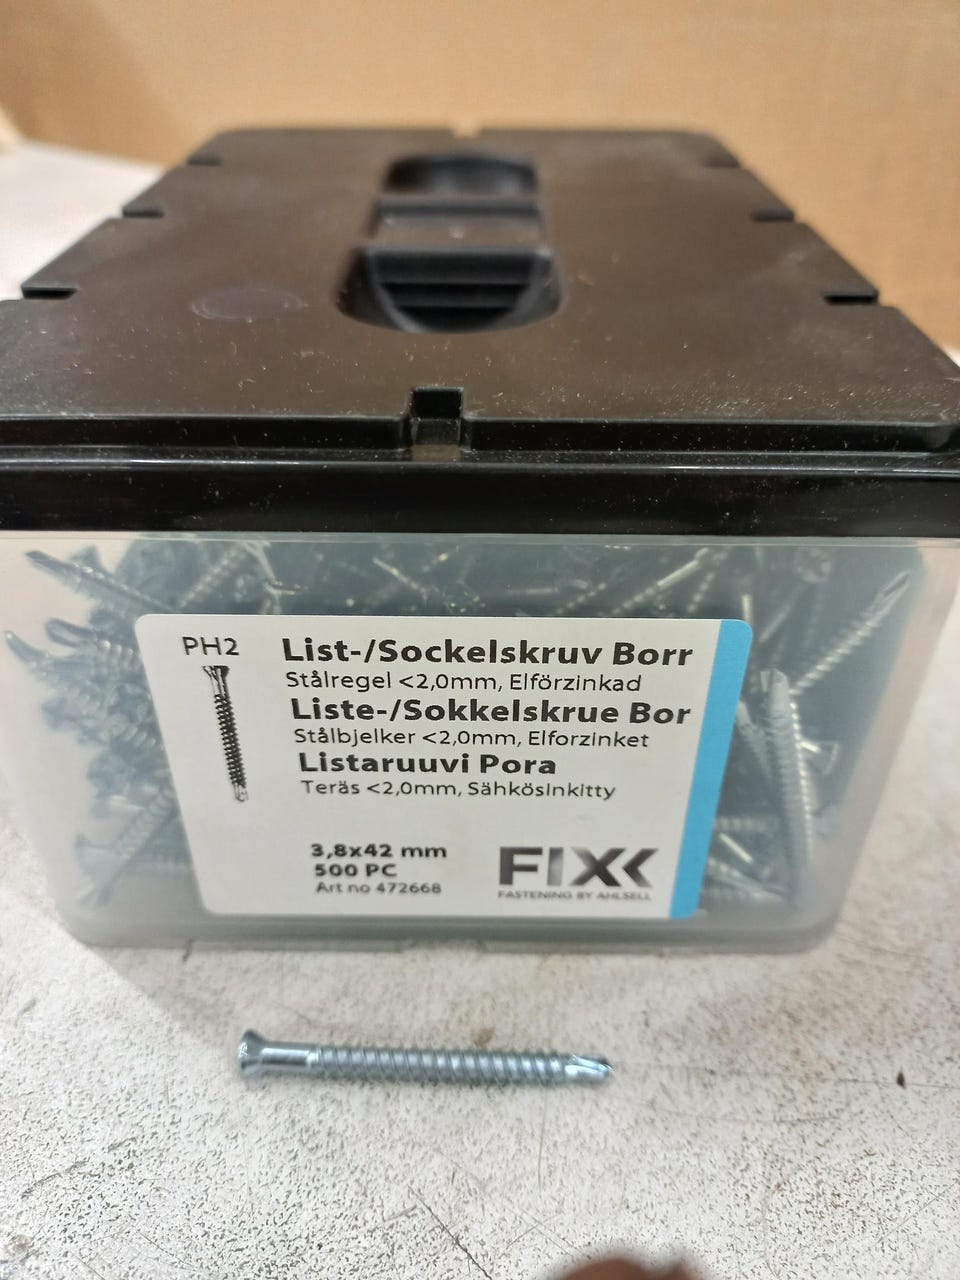 PH2
List-/Sockelskruv Borr
Stålregel <2,0mm, Elförzinkad
Liste-/Sokkelskrue Bor
Stålbjelker <2,0mm, Elforzinket
Listaruuvi Pora
Teräs <2,0mm, Sähkösinkitty
3,8x42 mm
500 PC
Art no 472668
FIXX
FASTENING BY AHLSELL